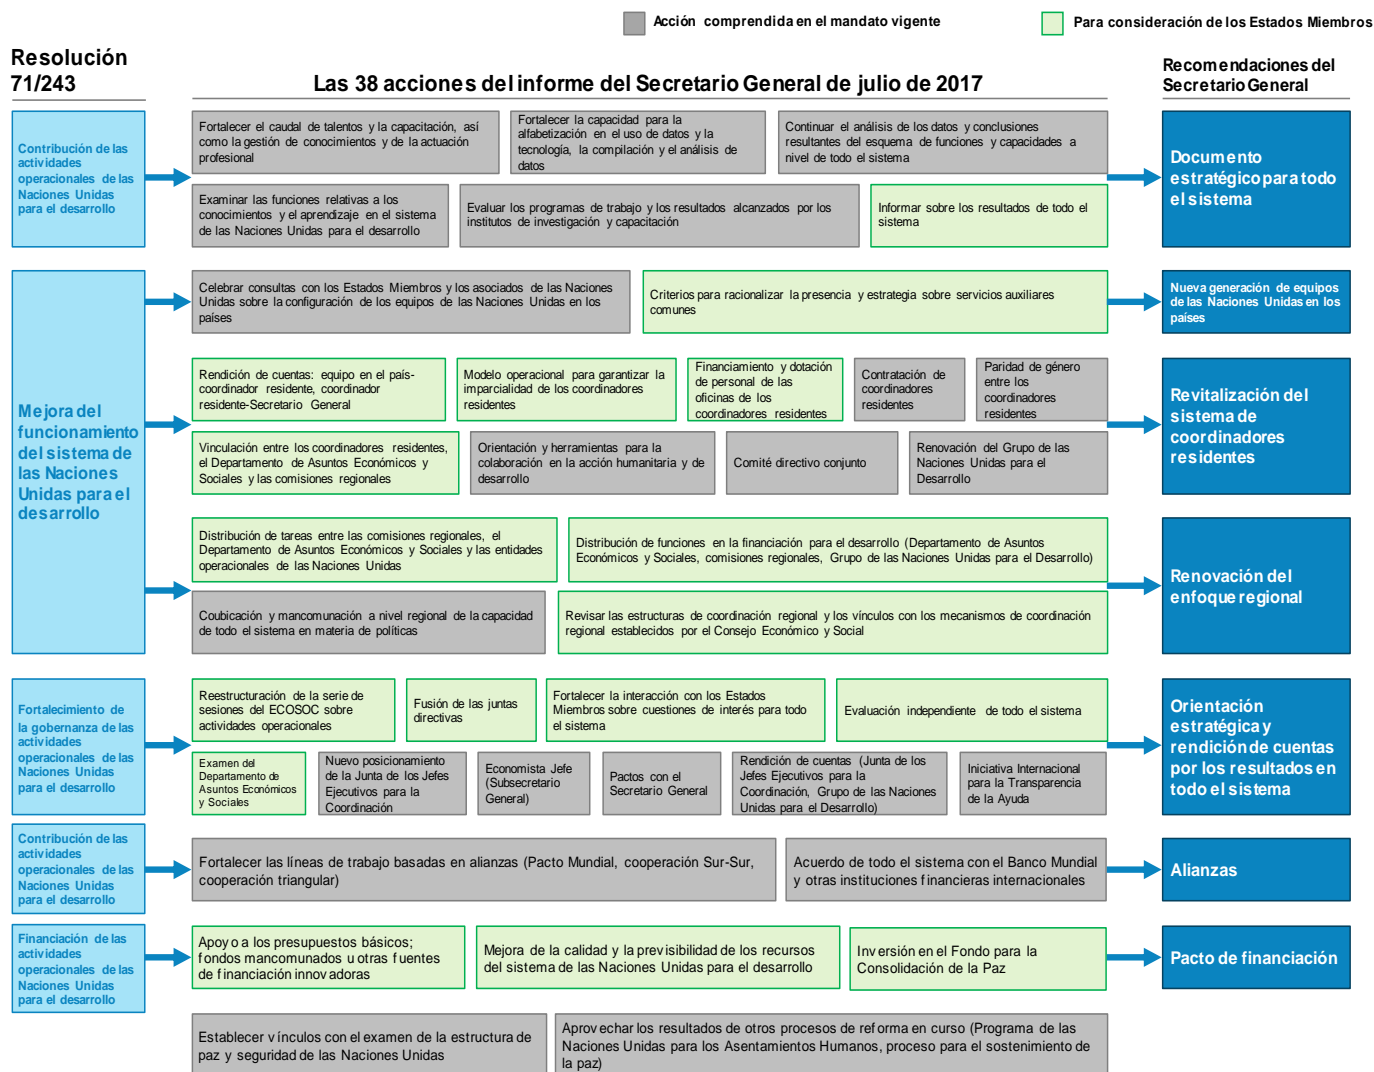 Acción comprendida en el mandato vigente
Para consideración de los Estados Miembros
Resolución
71/243
Las 38 acciones del informe del Secretario General de julio de 2017
Recomendaciones del
Secretario General
Contribución de las
actividades
operacionales de las
Naciones Unidas
para el desarrollo
Fortalecer el caudal de talentos y la capacitación, así
como la gestión de conocimientos y de la actuación
profesional
Fortalecer la capacidad para la
alfabetización en el uso de datos y la
tecnología, la compilación y el análisis de
datos
Continuar el análisis de los datos y conclusiones
resultantes del esquema de funciones y capacidades a
nivel de todo el sistema
Examinar las funciones relativas a los
conocimientos y el aprendizaje en el sistema
de las Naciones Unidas para el desarrollo
Evaluar los programas de trabajo y los resultados alcanzados por los
institutos de investigación y capacitación
Informar sobre los resultados de todo el
sistema
Documento
estratégico para todo
el sistema
Mejora del
funcionamiento
del sistema de
las Naciones
Unidas para el
desarrollo
Celebrar consultas con los Estados Miembros y los asociados de las Naciones
Unidas sobre la configuración de los equipos de las Naciones Unidas en los
países
Criterios para racionalizar la presencia y estrategia sobre servicios auxiliares
comunes
Nueva generación de equipos
de las Naciones Unidas en los
países
Rendición de cuentas: equipo en el país-
coordinador residente, coordinador
residente-Secretario General
Modelo operacional para garantizar la
imparcialidad de los coordinadores
residentes
Financiamiento y dotación
de personal de las
oficinas de los
coordinadores residentes
Contratación de
coordinadores
residentes
Paridad de género
entre los
coordinadores
residentes
Vinculación entre los coordinadores residentes,
el Departamento de Asuntos Económicos y
Sociales y las comisiones regionales
Orientación y herramientas para la
colaboración en la acción humanitaria y de
desarrollo
Comité directivo conjunto
Renovación del Grupo de las
Naciones Unidas para el
Desarrollo
Revitalización del
sistema de
coordinadores
residentes
Distribución de tareas entre las comisiones regionales, el
Departamento de Asuntos Económicos y Sociales y las entidades
operacionales de las Naciones Unidas
Distribución de funciones en la financiación para el desarrollo (Departamento de Asuntos
Económicos y Sociales, comisiones regionales, Grupo de las Naciones Unidas para el Desarrollo)
Coubicación y mancomunación a nivel regional de la capacidad
de todo el sistema en materia de políticas
Revisar las estructuras de coordinación regional y los vínculos con los mecanismos de coordinación
regional establecidos por el Consejo Económico y Social
Renovación del
enfoque regional
Fortalecimiento de
la gobernanza de las
actividades
operacionales de las
Naciones Unidas
para el desarrollo
Reestructuración de la serie de
sesiones del ECOSOC sobre
actividades operacionales
Fusión de las juntas
directivas
Fortalecer la interacción con los Estados
Miembros sobre cuestiones de interés para todo
el sistema
Evaluación independiente de todo el sistema
Examen del
Departamento de
Asuntos Económicos
y Sociales
Nuevo posicionamiento
de la Junta de los Jefes
Ejecutivos para la
Coordinación
Economista Jefe
(Subsecretario
General)
Pactos con el
Secretario General
Rendición de cuentas (Junta de los
Jefes Ejecutivos para la
Coordinación, Grupo de las Naciones
Unidas para el Desarrollo)
Iniciativa Internacional
para la Transparencia
de la Ayuda
Orientación
estratégica y
rendición de cuentas
por los resultados en
todo el sistema
Contribución de las
actividades
operacionales de las
Naciones Unidas
para el desarrollo
Fortalecer las líneas de trabajo basadas en alianzas (Pacto Mundial, cooperación Sur-Sur,
cooperación triangular)
Acuerdo de todo el sistema con el Banco Mundial
y otras instituciones financieras internacionales
Alianzas
Financiación de las
actividades
operacionales de las
Naciones Unidas
para el desarrollo
Apoyo a los presupuestos básicos;
fondos mancomunados u otras fuentes
de financiación innovadoras
Mejora de la calidad y la previsibilidad de los recursos
del sistema de las Naciones Unidas para el desarrollo
Inversión en el Fondo para la
Consolidación de la Paz
Pacto de financiación
Establecer vínculos con el examen de la estructura de
paz y seguridad de las Naciones Unidas
Aprovechar los resultados de otros procesos de reforma en curso (Programa de las
Naciones Unidas para los Asentamientos Humanos, proceso para el sostenimiento de
la paz)